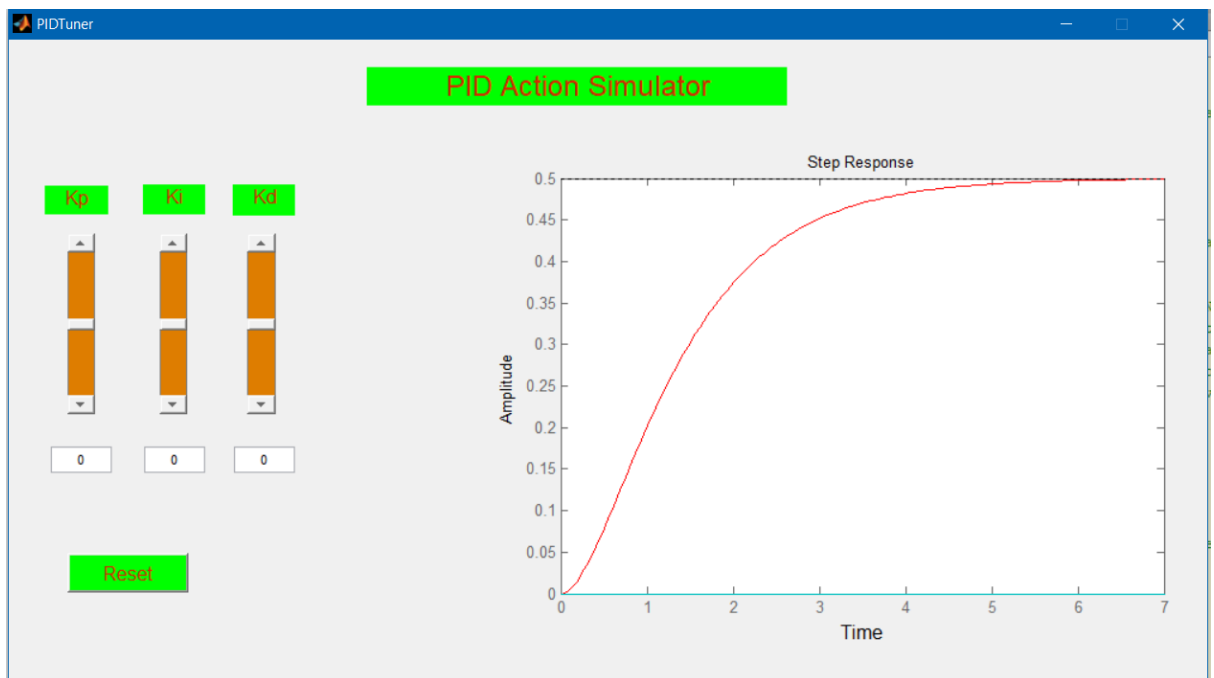 PIDTuner
PID Action Simulator
Kp
Ki
Kd
0
0
0
Reset
Step Response
0.5
0.45
0.4
0.35
0.3
0.25
0.2
0.15
0.1
0.05
0
Amplitude
0 1 2 3 4 5 6 7
Time